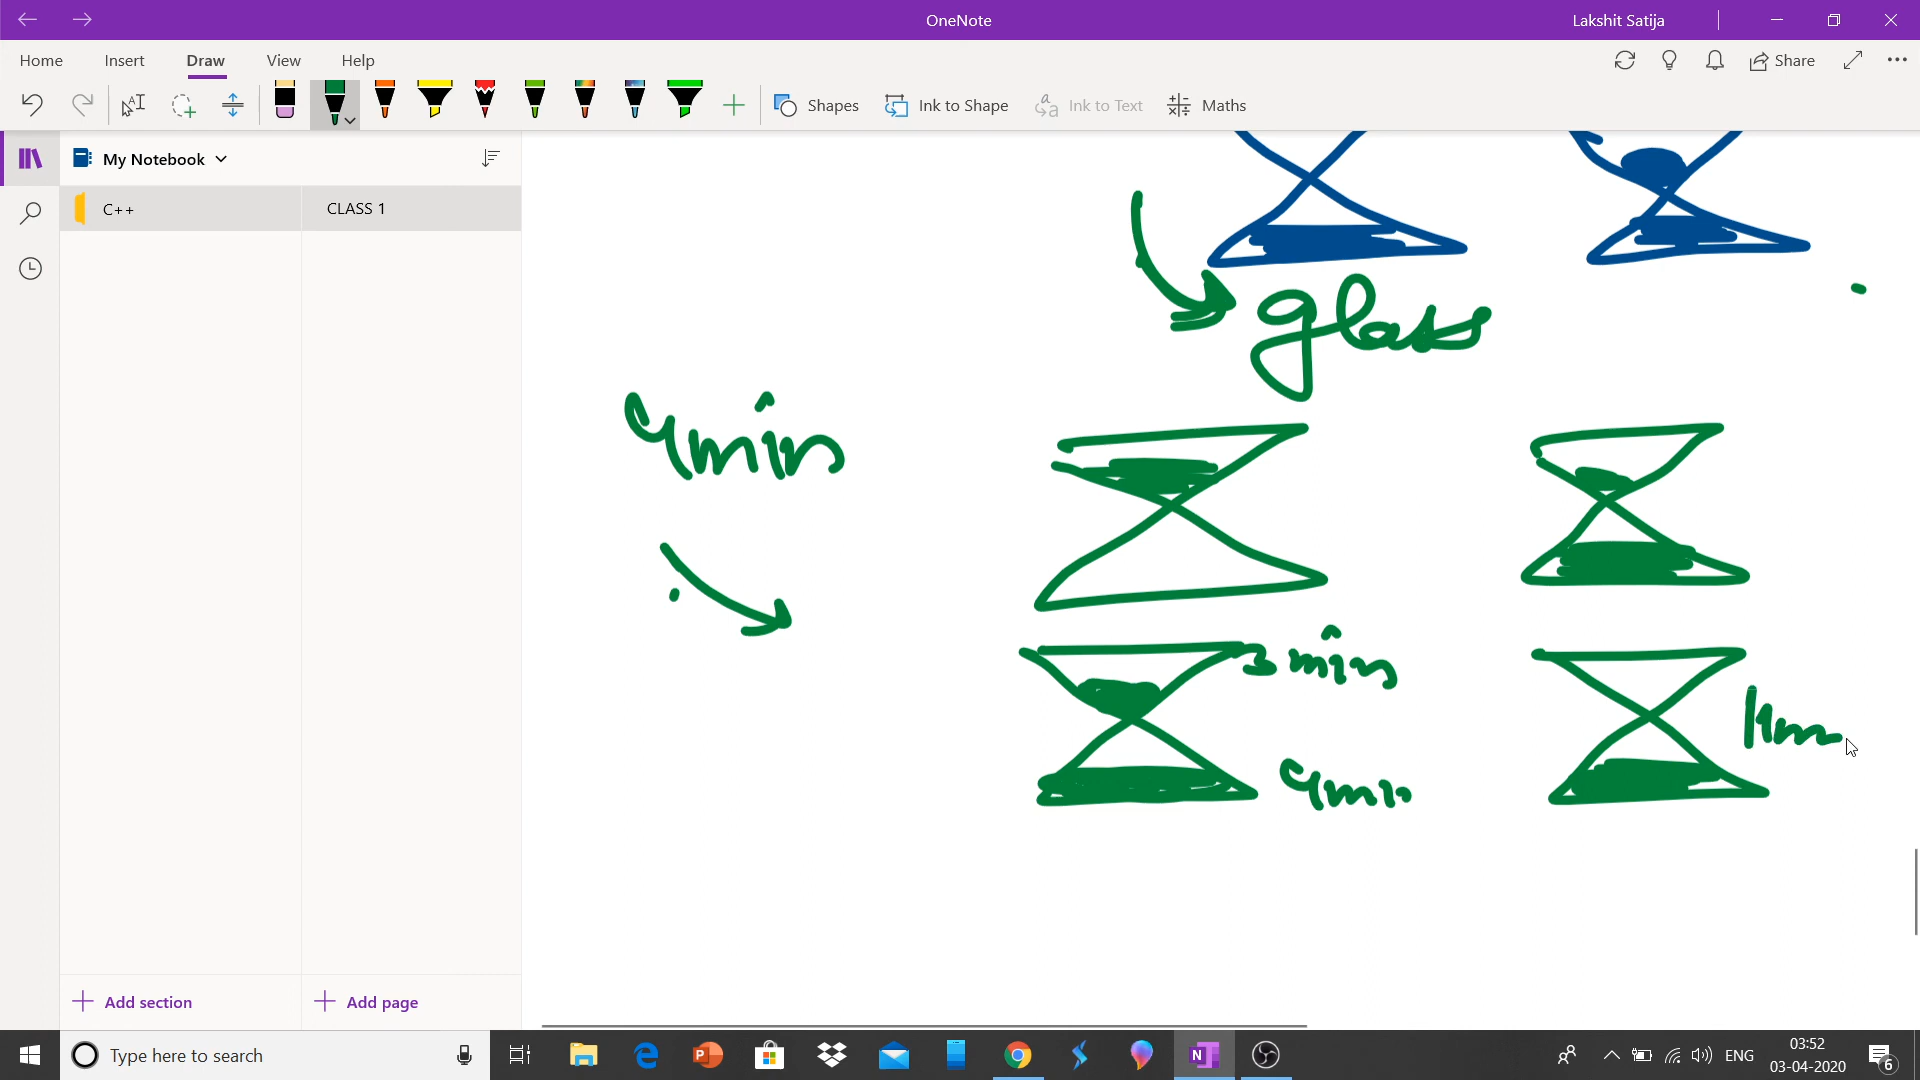 OneNote
Lakshit Satija
Home Insert Draw View Help
Share
Shapes
Ink to Shape
Ink to Text
Maths
My Notebook
C++
CLASS 1
glass
4min
3 min
4min
Add section
Add page
Type here to search
ENG
03:52
03-04-2020
6